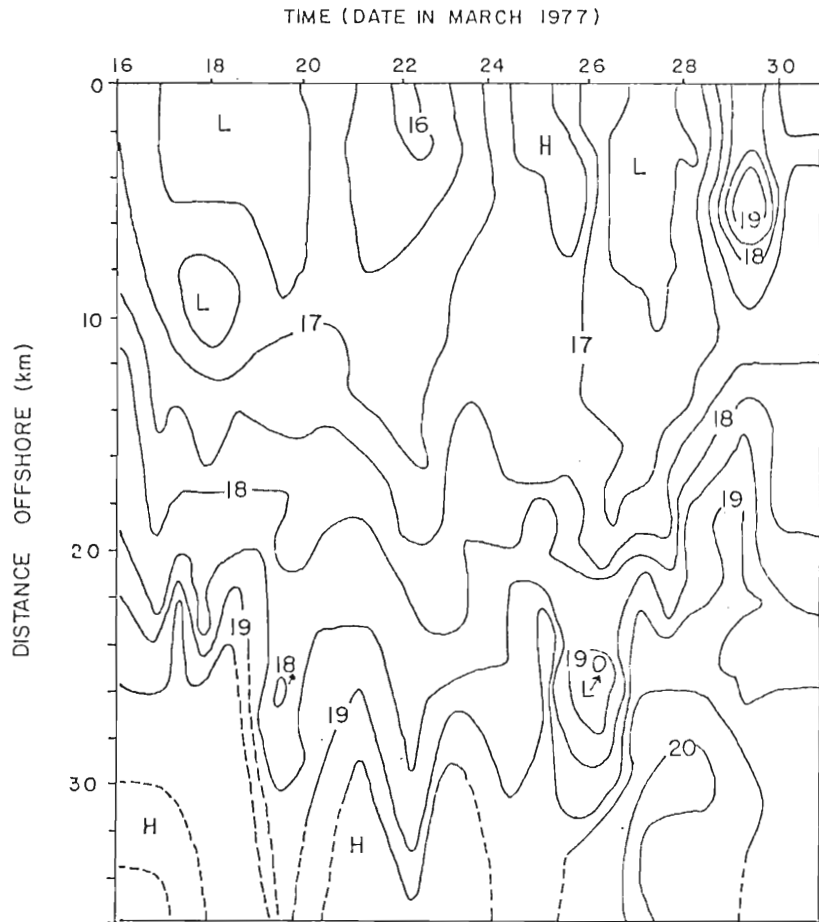 TIME (DATE IN MARCH 1977)
16 18 20 22 24 26 28 30
0
L
16
H
L
19
18
L
10
17
17
18
18
19
20
19
18
19
L
19
20
30
H
H
DISTANCE OFFSHORE (km)